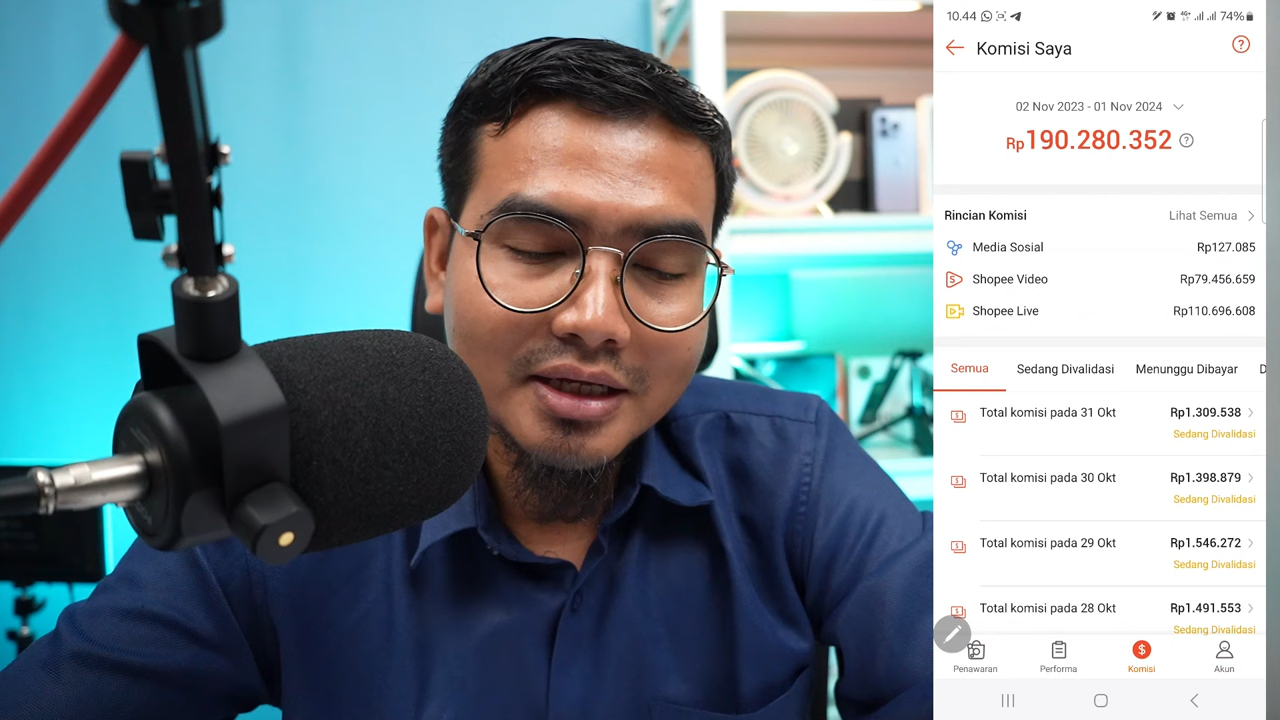 10.44 4G+ 74%
Komisi Saya ?
02 Nov 2023 - 01 Nov 2024
Rp190.280.352 ?
Rincian Komisi Lihat Semua
Media Sosial Rp127.085
Shopee Video Rp79.456.659
Shopee Live Rp110.696.608
Semua Sedang Divalidasi Menunggu Dibayar D
Total komisi pada 31 Okt Rp1.309.538
Sedang Divalidasi
Total komisi pada 30 Okt Rp1.398.879
Sedang Divalidasi
Total komisi pada 29 Okt Rp1.546.272
Sedang Divalidasi
Total komisi pada 28 Okt Rp1.491.553
Sedang Divalidasi
Penawaran Performa Komisi Akun